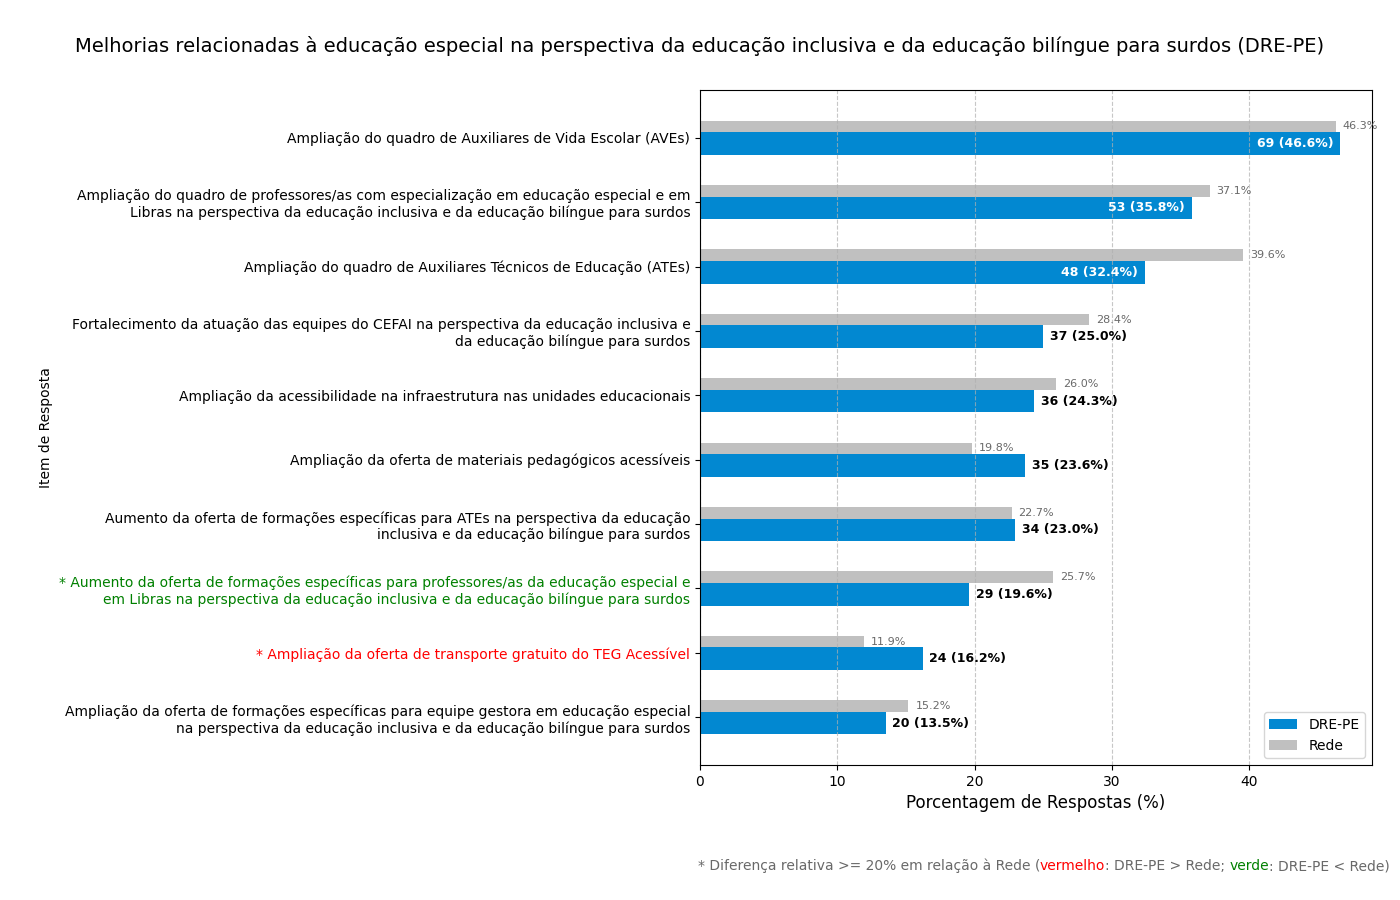 Melhorias relacionadas à educação especial na perspectiva da educação inclusiva e da educação bilíngue para surdos (DRE-PE)
Item de Resposta
Ampliação do quadro de Auxiliares de Vida Escolar (AVEs)
46.3%
69 (46.6%)
Ampliação do quadro de professores/as com especialização em educação especial e em
Libras na perspectiva da educação inclusiva e da educação bilíngue para surdos
37.1%
53 (35.8%)
Ampliação do quadro de Auxiliares Técnicos de Educação (ATEs)
39.6%
48 (32.4%)
Fortalecimento da atuação das equipes do CEFAI na perspectiva da educação inclusiva e
da educação bilíngue para surdos
28.4%
37 (25.0%)
Ampliação da acessibilidade na infraestrutura nas unidades educacionais
26.0%
36 (24.3%)
Ampliação da oferta de materiais pedagógicos acessíveis
19.8%
35 (23.6%)
Aumento da oferta de formações específicas para ATEs na perspectiva da educação
inclusiva e da educação bilíngue para surdos
22.7%
34 (23.0%)
* Aumento da oferta de formações específicas para professores/as da educação especial e
em Libras na perspectiva da educação inclusiva e da educação bilíngue para surdos
25.7%
29 (19.6%)
* Ampliação da oferta de transporte gratuito do TEG Acessível
11.9%
24 (16.2%)
Ampliação da oferta de formações específicas para equipe gestora em educação especial
na perspectiva da educação inclusiva e da educação bilíngue para surdos
15.2%
20 (13.5%)
DRE-PE
Rede
0 10 20 30 40
Porcentagem de Respostas (%)
* Diferença relativa >= 20% em relação à Rede (vermelho: DRE-PE > Rede; verde: DRE-PE < Rede)